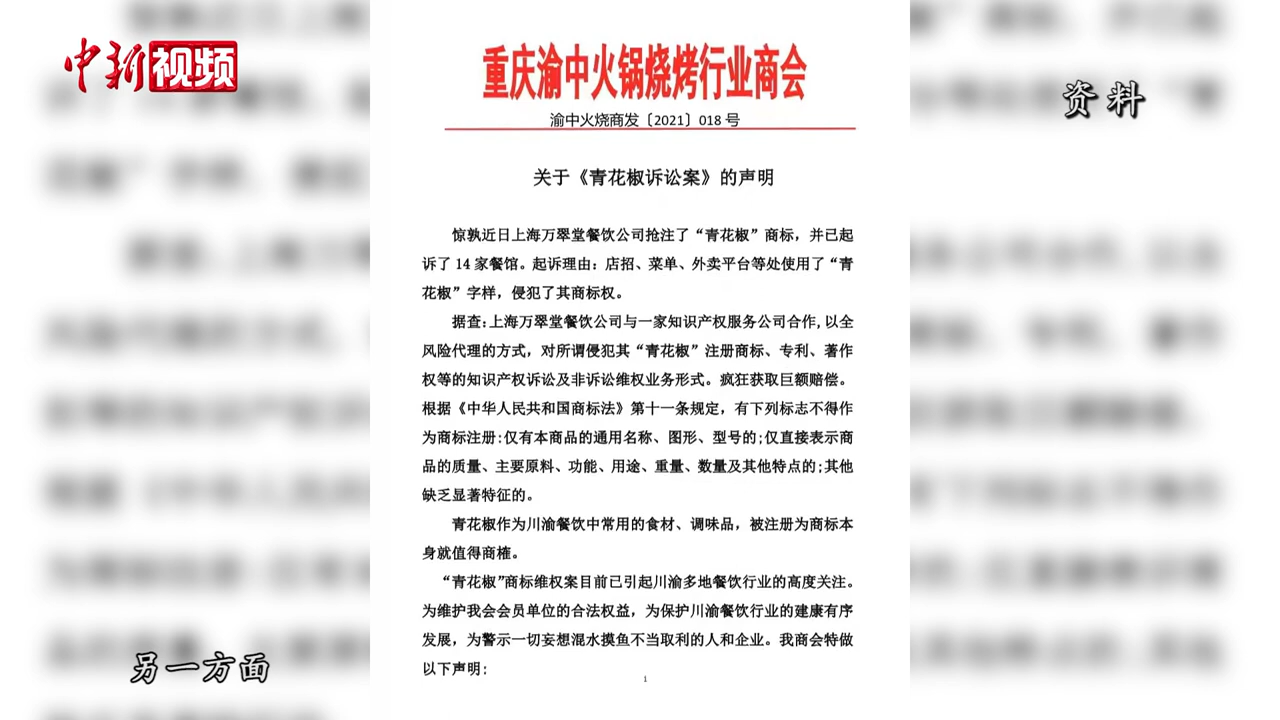 中新视频
资料
重庆渝中火锅烧烤行业商会
渝中火烧商发〔2021〕018 号
关于《青花椒诉讼案》的声明
惊孰近日上海万翠堂餐饮公司抢注了“青花椒”商标，并已起
诉了 14 家餐馆。起诉理由：店招、菜单、外卖平台等处使用了“青
花椒”字样，侵犯了其商标权。
据查:上海万翠堂餐饮公司与一家知识产权服务公司合作,以全
风险代理的方式，对所谓侵犯其“青花椒”注册商标、专利、著作
权等的知识产权诉讼及非诉讼维权业务形式。疯狂获取巨额赔偿。
根据《中华人民共和国商标法》第十一条规定，有下列标志不得作
为商标注册:仅有本商品的通用名称、图形、型号的;仅直接表示商
品的质量、主要原料、功能、用途、重量、数量及其他特点的;其他
缺乏显著特征的。
青花椒作为川渝餐饮中常用的食材、调味品，被注册为商标本
身就值得商榷。
“青花椒”商标维权案目前已引起川渝多地餐饮行业的高度关注。
为维护我会会员单位的合法权益，为保护川渝餐饮行业的建康有序
发展，为警示一切妄想混水摸鱼不当取利的人和企业。我商会特做
以下声明:
1
另一方面